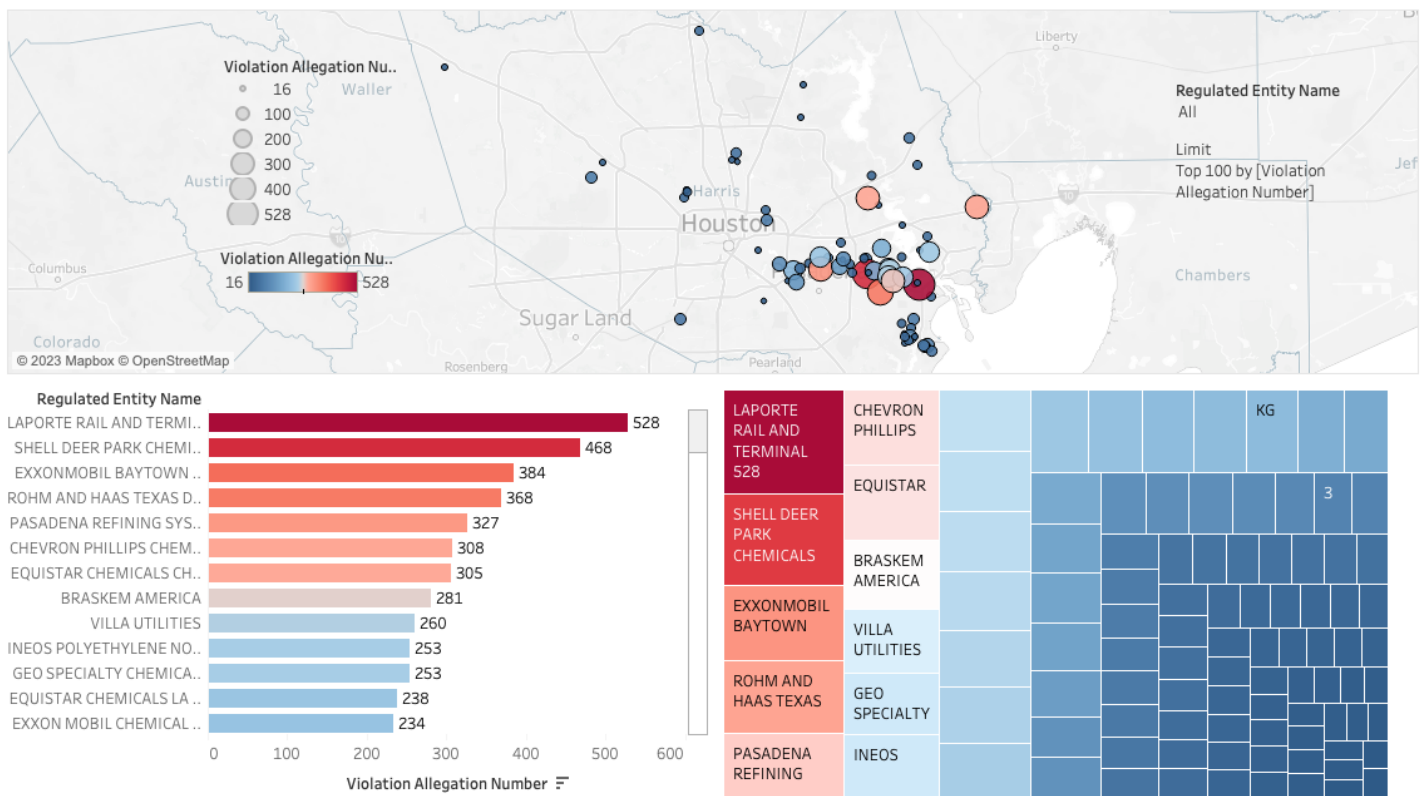 Violation Allegation Nu..
16
100
200
300
400
528
Violation Allegation Nu..
16
528
Waller
Austin
Columbus
Colorado
Harris
Houston
Sugar Land
Rosenberg
Pearland
Liberty
Chambers
Jef
10
Regulated Entity Name
All
Limit
Top 100 by [Violation
Allegation Number]
© 2023 Mapbox © OpenStreetMap
Regulated Entity Name
LAPORTE RAIL AND TERMI.. 528
SHELL DEER PARK CHEMI.. 468
EXXONMOBIL BAYTOWN .. 384
ROHM AND HAAS TEXAS D.. 368
PASADENA REFINING SYS.. 327
CHEVRON PHILLIPS CHEM.. 308
EQUISTAR CHEMICALS CH.. 305
BRASKEM AMERICA 281
VILLA UTILITIES 260
INEOS POLYETHYLENE NO.. 253
GEO SPECIALTY CHEMICA.. 253
EQUISTAR CHEMICALS LA .. 238
EXXON MOBIL CHEMICAL .. 234
0 100 200 300 400 500 600
Violation Allegation Number
LAPORTE
RAIL AND
TERMINAL
528
SHELL DEER
PARK
CHEMICALS
EXXONMOBIL
BAYTOWN
ROHM AND
HAAS TEXAS
PASADENA
REFINING
CHEVRON
PHILLIPS
EQUISTAR
BRASKEM
AMERICA
VILLA
UTILITIES
GEO
SPECIALTY
INEOS
KG
3